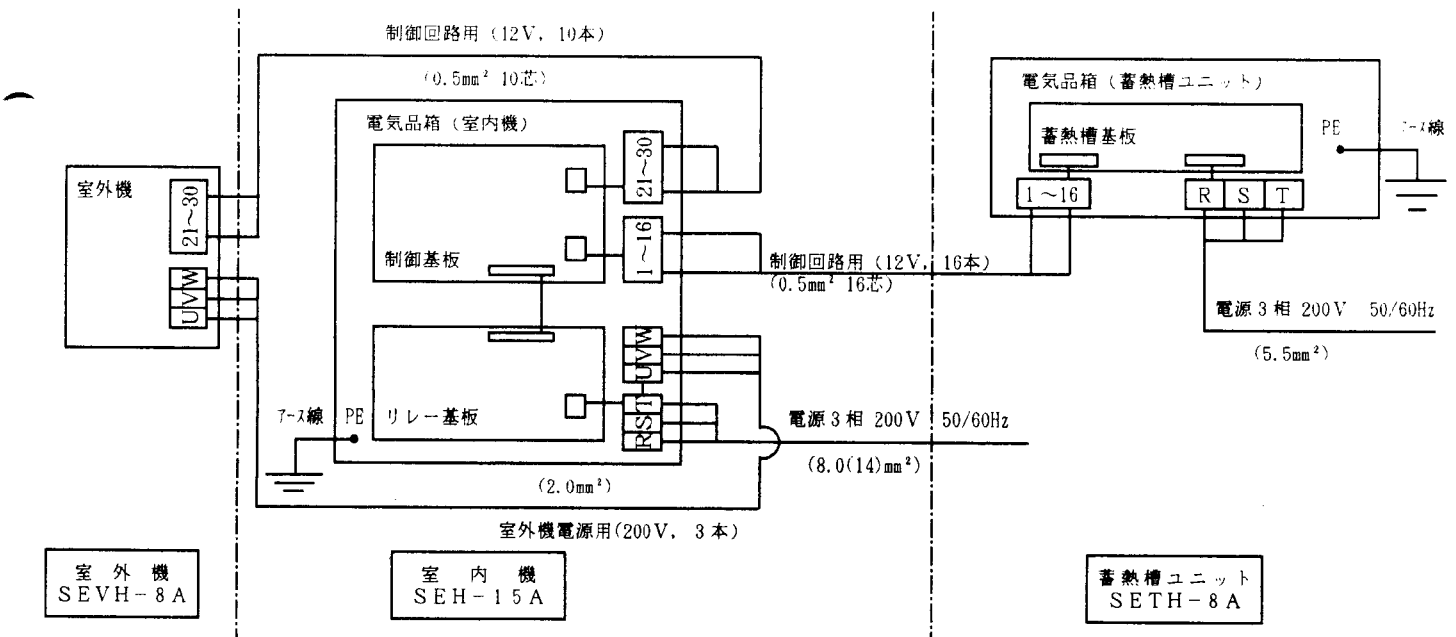 制御回路用 (12V, 10本)
(0.5mm² 10芯)
電気品箱 (室内機)
21～30
制御基板
1～16
室外機
21～30
UVW
リレー基板
UVW
RST
アース線 PE
(2.0mm²)
室外機電源用(200V, 3本)
制御回路用 (12V, 16本)
(0.5mm² 16芯)
電源3相 200V 50/60Hz
(8.0(14)mm²)
電気品箱 (蓄熱槽ユニット)
蓄熱槽基板
1～16
R S T
PE アース線
電源3相 200V 50/60Hz
(5.5mm²)
室外機
SEVH-8A
室内機
SEH-15A
蓄熱槽ユニット
SETH-8A